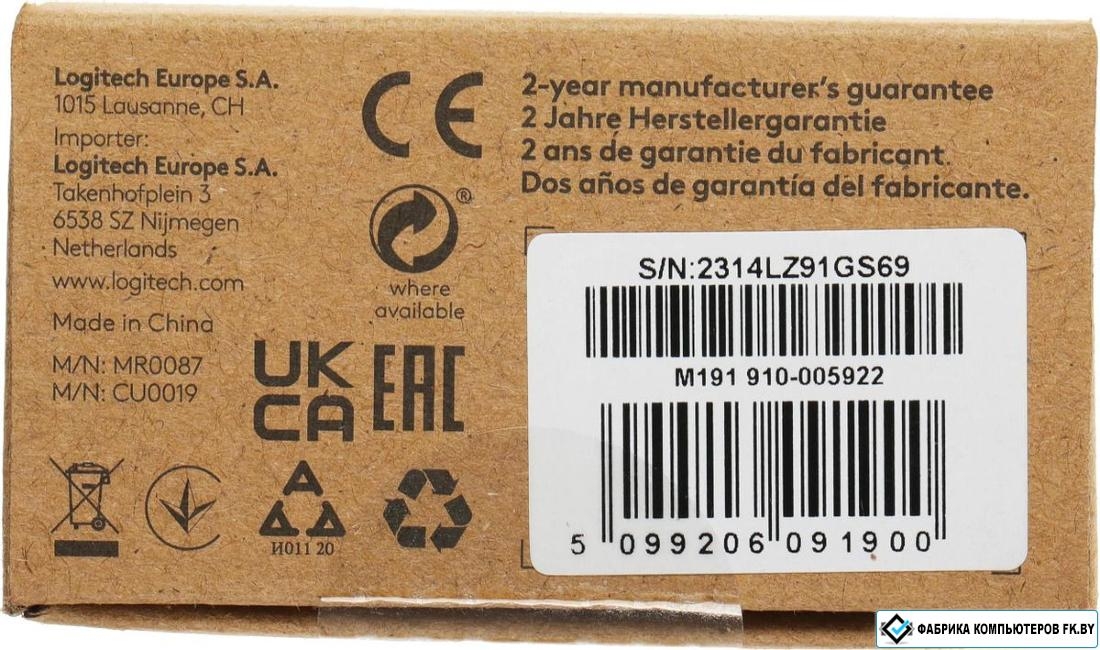 Logitech Europe S.A.
1015 Lausanne, CH
Importer:
Logitech Europe S.A.
Takenhofplein 3
6538 SZ Nijmegen
Netherlands
www.logitech.com
Made in China
M/N: MR0087
M/N: CU0019
CE
®
where
available
UK
CA
EAC
И011 20
2-year manufacturer's guarantee
2 Jahre Herstellergarantie
2 ans de garantie du fabricant.
Dos años de garantía del fabricante.
S/N:2314LZ91GS69
M191 910-005922
5 099206 091900
ФАБРИКА КОМПЬЮТЕРОВ FK.BY